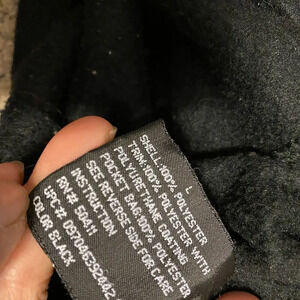 L
SHELL:100% POLYESTER
TRIM:100% POLYESTER WITH
POLYURETHANE COATING
POCKET BAG:100% POLYESTER
SEE REVERSE SIDE FOR CARE
INSTRUCTION
RN# 50411
UPC#
COLOR:BLACK